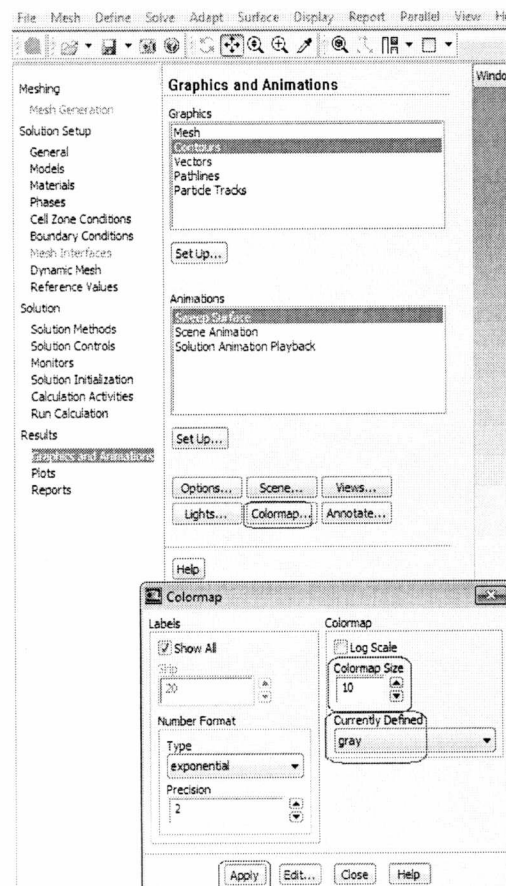 File Mesh Define Solve Adapt Surface Display Report Parallel View
Meshing
Mesh Generation
Solution Setup
General
Models
Materials
Phases
Cell Zone Conditions
Boundary Conditions
Mesh Interfaces
Dynamic Mesh
Reference Values
Solution
Solution Methods
Solution Controls
Monitors
Solution Initialization
Calculation Activities
Run Calculation
Results
Graphics and Animations
Plots
Reports
Graphics and Animations
Graphics
Mesh
Contours
Vectors
Pathlines
Particle Tracks
Set Up...
Animations
Sweep Surface
Scene Animation
Solution Animation Playback
Set Up...
Options... Scene... Views...
Lights... Colormap... Annotate...
Help
Windo
Colormap
Labels
Show All
Skip
20
Number Format
Type
exponential
Precision
2
Colormap
Log Scale
Colormap Size
10
Currently Defined
gray
Apply Edit... Close Help